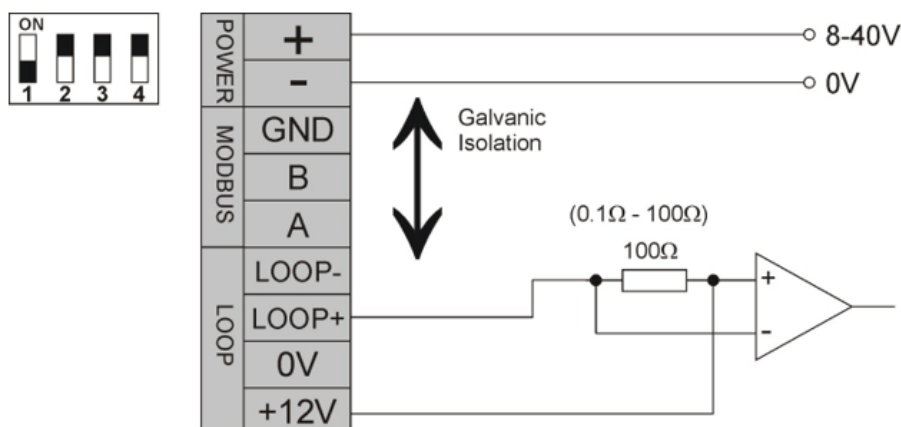 ON
1 2 3 4
POWER
+
-
MODBUS
GND
B
A
LOOP
LOOP-
LOOP+
0V
+12V
8-40V
0V
Galvanic
Isolation
(0.1Ω - 100Ω)
100Ω
+
-